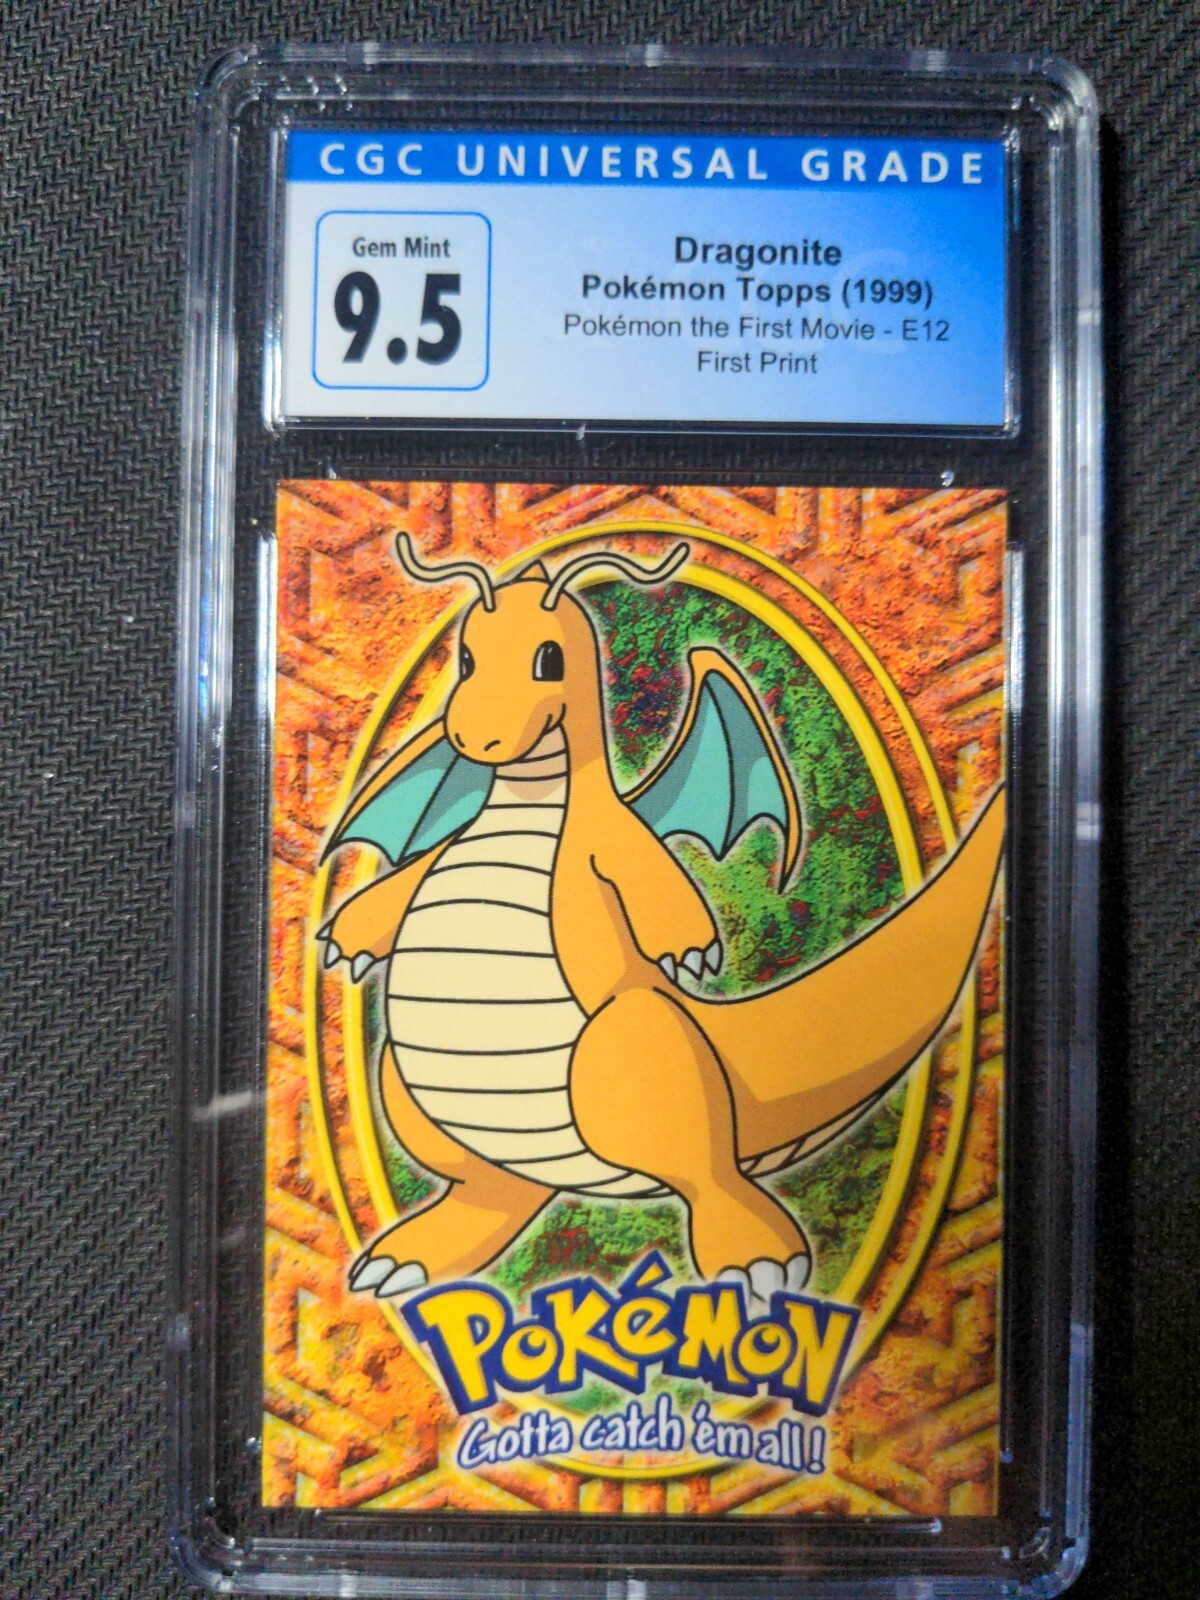 CGC UNIVERSAL GRADE
Gem Mint
9.5
Dragonite
Pokémon Topps (1999)
Pokémon the First Movie - E12
First Print
POKéMON
Gotta catch 'em all!